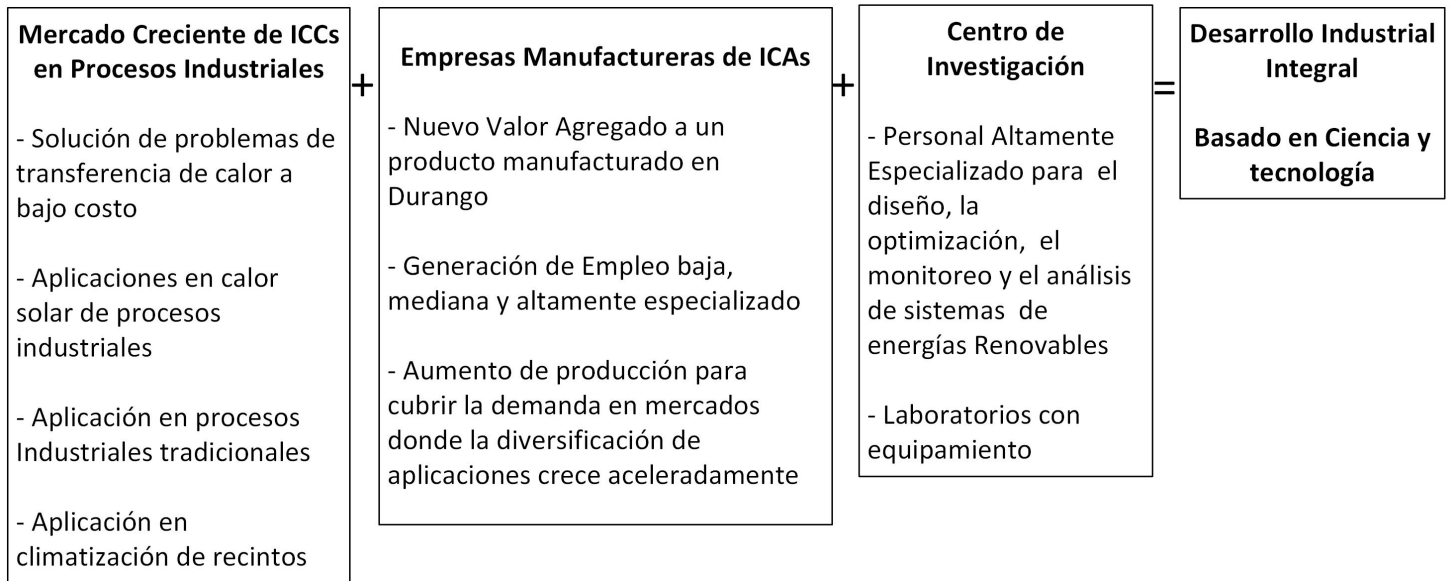 Mercado Creciente de ICCs
en Procesos Industriales
- Solución de problemas de
transferencia de calor a
bajo costo
- Aplicaciones en calor
solar de procesos
industriales
- Aplicación en procesos
Industriales tradicionales
- Aplicación en
climatización de recintos
+
Empresas Manufactureras de ICAs
- Nuevo Valor Agregado a un
producto manufacturado en
Durango
- Generación de Empleo baja,
mediana y altamente especializado
- Aumento de producción para
cubrir la demanda en mercados
donde la diversificación de
aplicaciones crece aceleradamente
+
Centro de
Investigación
- Personal Altamente
Especializado para el
diseño, la
optimización, el
monitoreo y el análisis
de sistemas de
energías Renovables
- Laboratorios con
equipamiento
=
Desarrollo Industrial
Integral
Basado en Ciencia y
tecnología